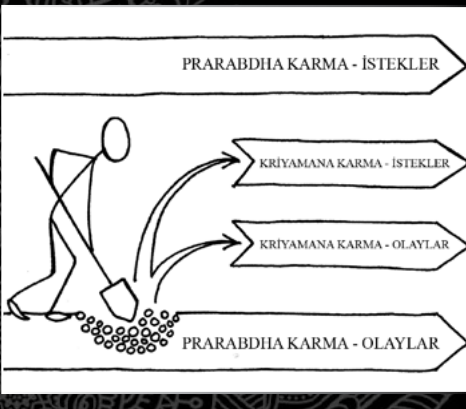 PRARABDHA KARMA - İSTEKLER
KRİYAMANA KARMA - İSTEKLER
KRİYAMANA KARMA - OLAYLAR
PRARABDHA KARMA - OLAYLAR